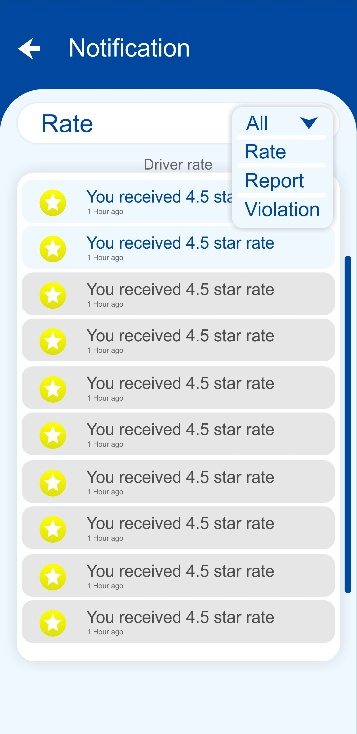 Notification
Rate
All
Rate
Report
Violation
Driver rate
You received 4.5 sta
1 Hour ago
You received 4.5 star rate
1 Hour ago
You received 4.5 star rate
1 Hour ago
You received 4.5 star rate
1 Hour ago
You received 4.5 star rate
1 Hour ago
You received 4.5 star rate
1 Hour ago
You received 4.5 star rate
1 Hour ago
You received 4.5 star rate
1 Hour ago
You received 4.5 star rate
1 Hour ago
You received 4.5 star rate
1 Hour ago